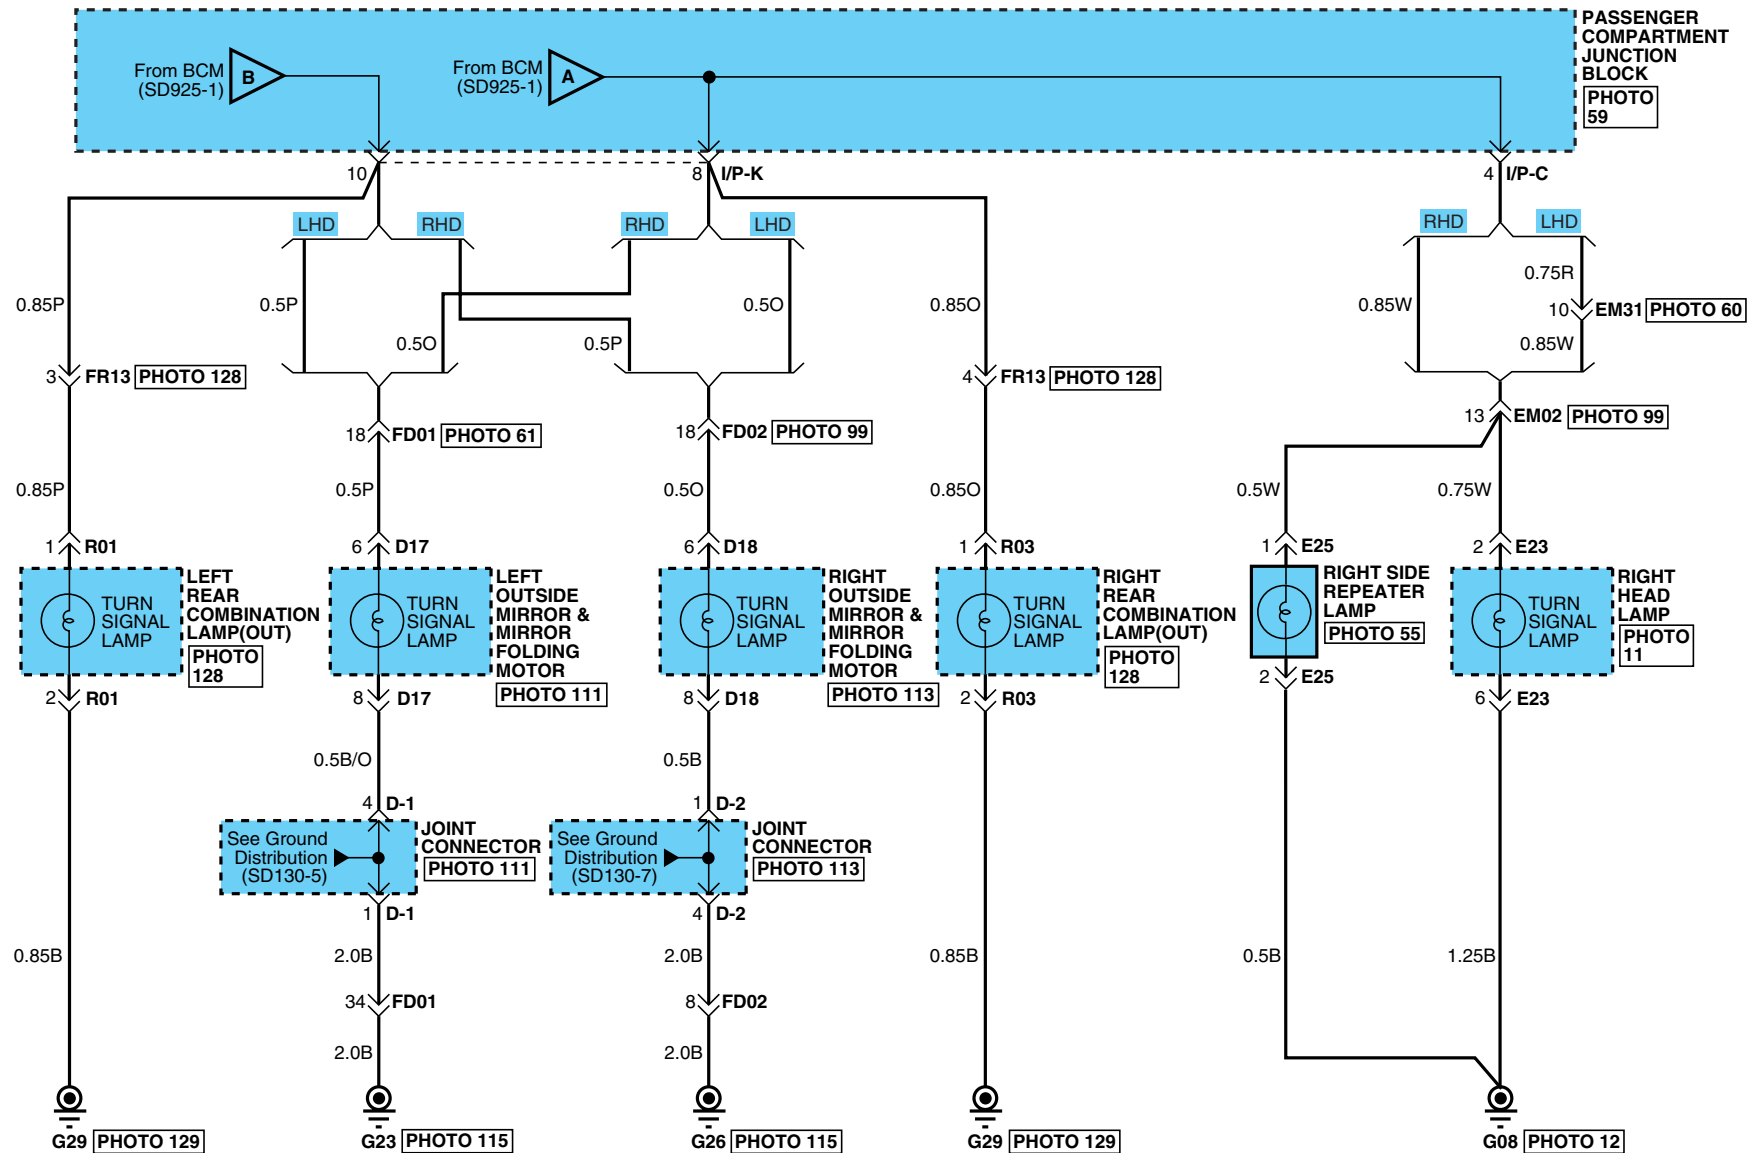 PASSENGER
COMPARTMENT
JUNCTION
BLOCK
PHOTO
59
From BCM
(SD925-1)
B
From BCM
(SD925-1)
A
10
8 I/P-K
4 I/P-C
LHD
RHD
RHD
LHD
RHD
LHD
0.85P
0.5P
0.5O
0.5P
0.5O
0.85O
0.85W
0.75R
10 EM31 PHOTO 60
0.85W
3 FR13 PHOTO 128
4 FR13 PHOTO 128
18 FD01 PHOTO 61
18 FD02 PHOTO 99
13 EM02 PHOTO 99
0.85P
0.5P
0.5O
0.85O
0.5W
0.75W
1 R01
6 D17
6 D18
1 R03
1 E25
2 E23
TURN
SIGNAL
LAMP
LEFT
REAR
COMBINATION
LAMP(OUT)
PHOTO
128
TURN
SIGNAL
LAMP
LEFT
OUTSIDE
MIRROR &
MIRROR
FOLDING
MOTOR
PHOTO 111
TURN
SIGNAL
LAMP
RIGHT
OUTSIDE
MIRROR &
MIRROR
FOLDING
MOTOR
PHOTO 113
TURN
SIGNAL
LAMP
RIGHT
REAR
COMBINATION
LAMP(OUT)
PHOTO
128
RIGHT SIDE
REPEATER
LAMP
PHOTO 55
TURN
SIGNAL
LAMP
RIGHT
HEAD
LAMP
PHOTO
11
2 R01
8 D17
8 D18
2 R03
2 E25
6 E23
0.5B/O
0.5B
4 D-1
1 D-2
See Ground
Distribution
(SD130-5)
JOINT
CONNECTOR
PHOTO 111
See Ground
Distribution
(SD130-7)
JOINT
CONNECTOR
PHOTO 113
1 D-1
4 D-2
0.85B
2.0B
2.0B
0.85B
0.5B
1.25B
34 FD01
8 FD02
2.0B
2.0B
G29 PHOTO 129
G23 PHOTO 115
G26 PHOTO 115
G29 PHOTO 129
G08 PHOTO 12